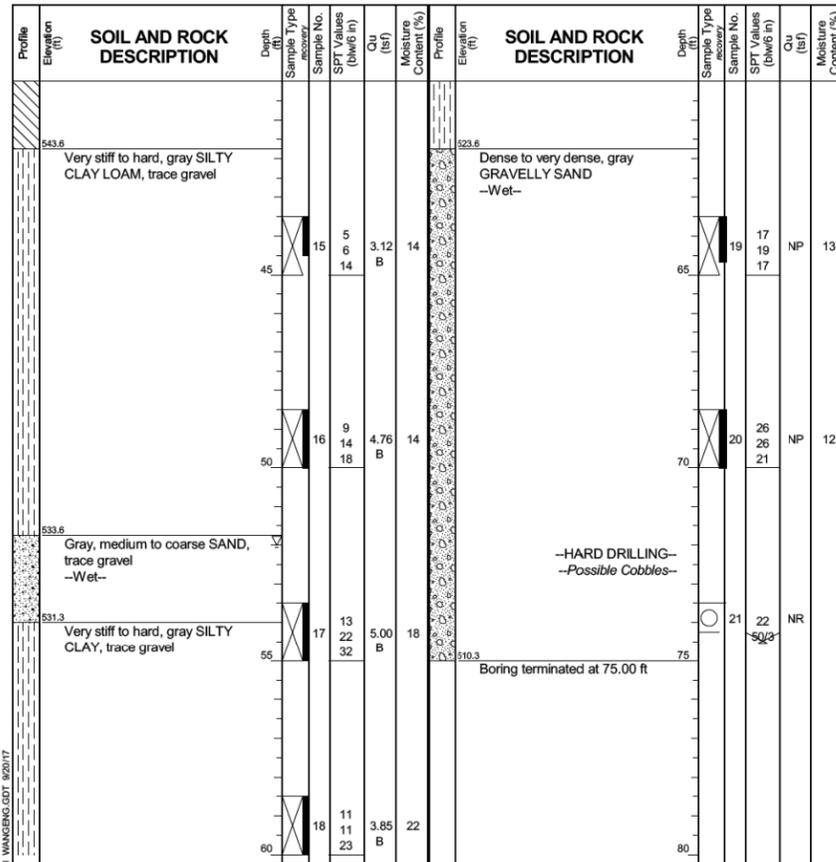 Profile
Elevation
(ft)
SOIL AND ROCK
DESCRIPTION
Depth
(ft)
Sample Type
recovery
Sample No.
SPT Values
(blw/6 in)
Qu
(tsf)
Moisture
Content (%)
543.6
Very stiff to hard, gray SILTY
CLAY LOAM, trace gravel
15
5
6
14
3.12
B
14
45
16
9
14
18
4.76
B
14
50
533.6
Gray, medium to coarse SAND,
trace gravel
--Wet--
531.3
Very stiff to hard, gray SILTY
CLAY, trace gravel
17
13
22
32
5.00
B
18
55
18
11
11
23
3.85
B
22
60
Profile
Elevation
(ft)
SOIL AND ROCK
DESCRIPTION
Depth
(ft)
Sample Type
recovery
Sample No.
SPT Values
(blw/6 in)
Qu
(tsf)
Moisture
Content (%)
523.6
Dense to very dense, gray
GRAVELLY SAND
--Wet--
19
17
19
17
NP
13
65
20
26
26
21
NP
12
70
--HARD DRILLING--
--Possible Cobbles--
21
22
50/3
NR
510.3
75
Boring terminated at 75.00 ft
80
WANGENG.GDT 9/20/17